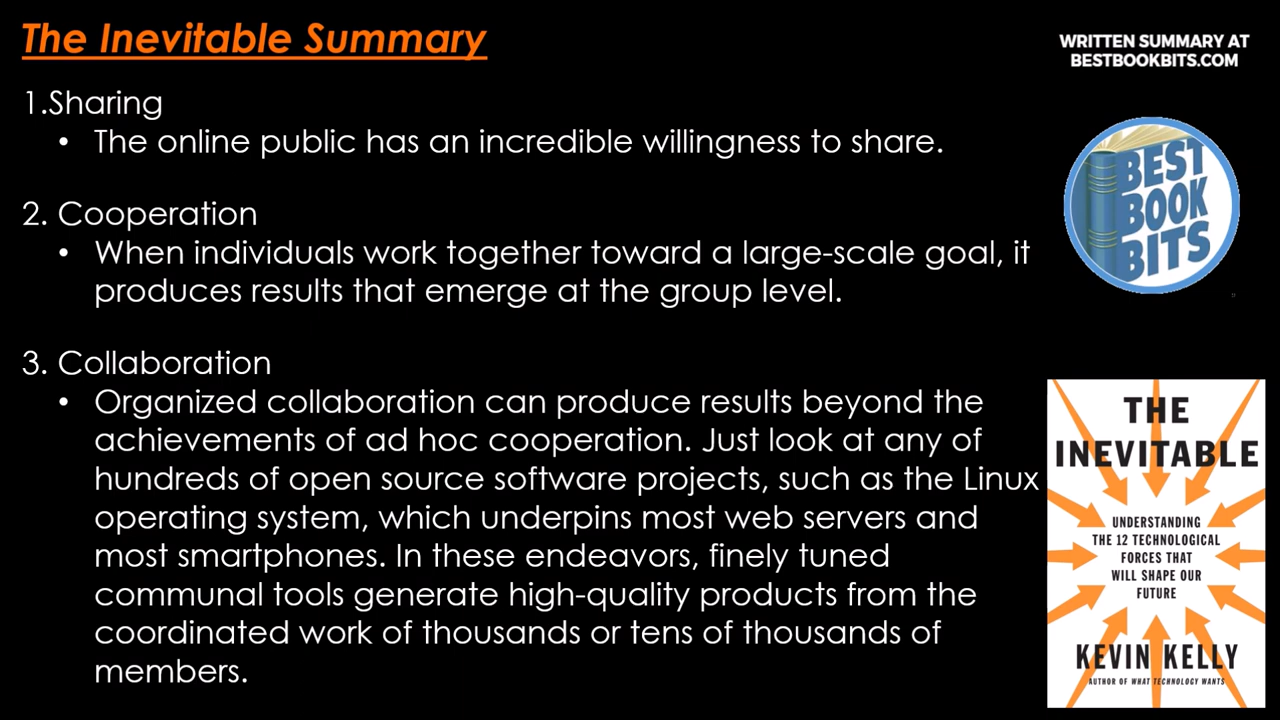 The Inevitable Summary
WRITTEN SUMMARY AT
BESTBOOKBITS.COM
1.Sharing
• The online public has an incredible willingness to share.
2. Cooperation
• When individuals work together toward a large-scale goal, it
produces results that emerge at the group level.
3. Collaboration
• Organized collaboration can produce results beyond the
achievements of ad hoc cooperation. Just look at any of
hundreds of open source software projects, such as the Linux
operating system, which underpins most web servers and
most smartphones. In these endeavors, finely tuned
communal tools generate high-quality products from the
coordinated work of thousands or tens of thousands of
members.
BEST
BOOK
BITS
THE
INEVITABLE
UNDERSTANDING
THE 12 TECHNOLOGICAL
FORCES THAT
WILL SHAPE OUR
FUTURE
KEVIN KELLY
AUTHOR OF WHAT TECHNOLOGY WANTS